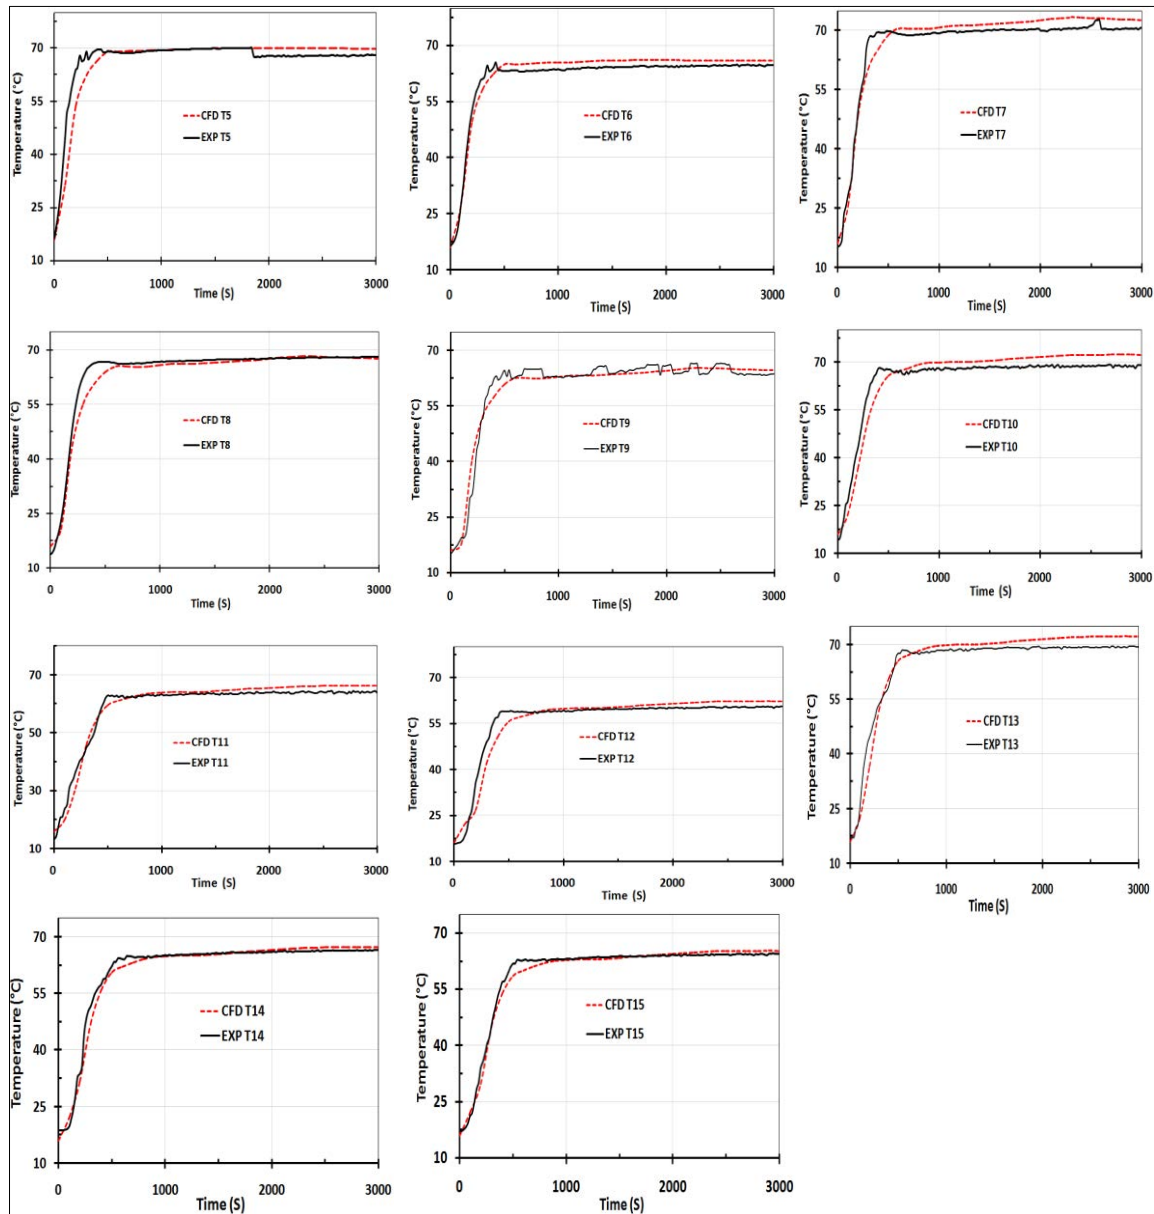 Temperature (°C)
70
55
40
25
10
CFD T5
EXP T5
0 1000 2000 3000
Time (S)
Temperature (°C)
70
55
40
25
10
CFD T6
EXP T6
0 1000 2000 3000
Time (S)
Temperature (°C)
70
55
40
25
10
CFD T7
EXP T7
0 1000 2000 3000
Time (S)
Temperature (°C)
70
55
40
25
10
CFD T8
EXP T8
0 1000 2000 3000
Time (S)
Temperature (°C)
70
55
40
25
10
CFD T9
EXP T9
0 1000 2000 3000
Time (S)
Temperature (°C)
70
55
40
25
10
CFD T10
EXP T10
0 1000 2000 3000
Time (S)
Temperature (°C)
70
50
30
10
CFD T11
EXP T11
0 1000 2000 3000
Time (S)
Temperature (°C)
70
55
40
25
10
CFD T12
EXP T12
0 1000 2000 3000
Time (S)
Temperature (°C)
70
55
40
25
10
CFD T13
EXP T13
0 1000 2000 3000
Time (S)
Temperature (°C)
70
55
40
25
10
CFD T14
EXP T14
0 1000 2000 3000
Time (S)
Temperature (°C)
70
55
40
25
10
CFD T15
EXP T15
0 1000 2000 3000
Time (S)